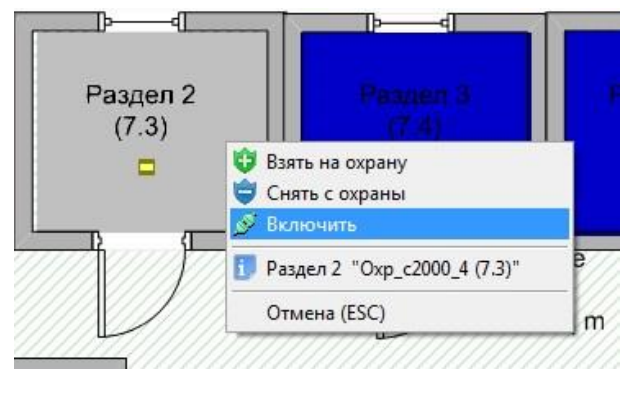 Раздел 2
(7.3)
Раздел 3
(7.4)
Взять на охрану
Снять с охраны
Включить
Раздел 2 "Охр_с2000_4 (7.3)"
Отмена (ESC)
e
m